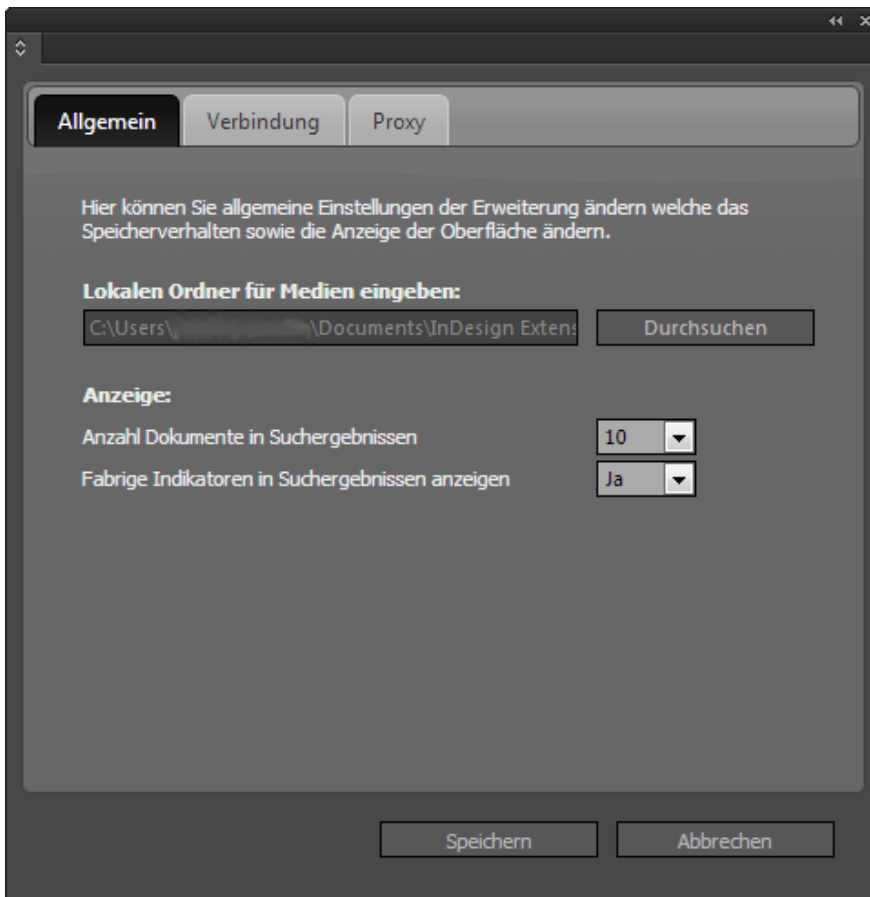 Allgemein Verbindung Proxy
Hier können Sie allgemeine Einstellungen der Erweiterung ändern welche das
Speicherverhalten sowie die Anzeige der Oberfläche ändern.
Lokalen Ordner für Medien eingeben:
C:\Users\ \Documents\InDesign Extens Durchsuchen
Anzeige:
Anzahl Dokumente in Suchergebnissen 10
Fabrige Indikatoren in Suchergebnissen anzeigen Ja
Speichern Abbrechen